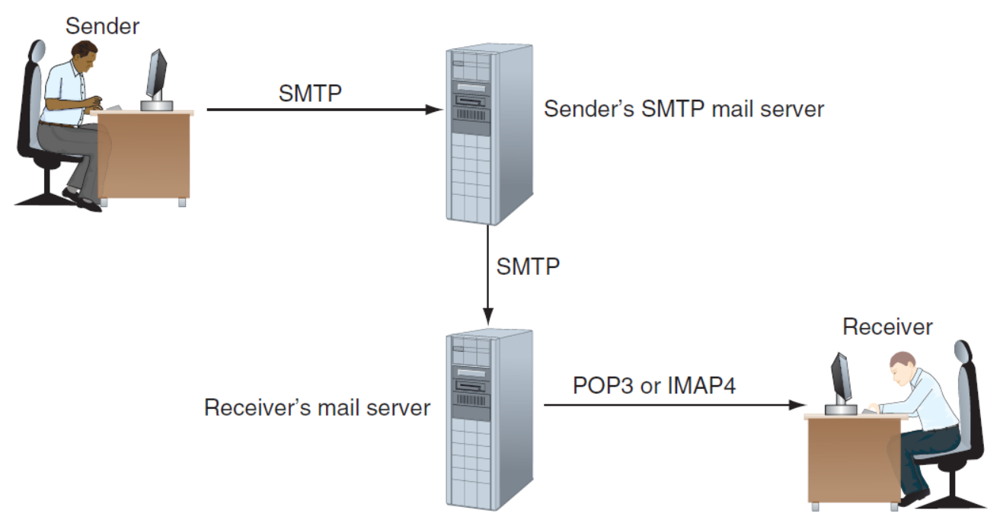 Sender
SMTP
Sender's SMTP mail server
SMTP
Receiver
POP3 or IMAP4
Receiver's mail server